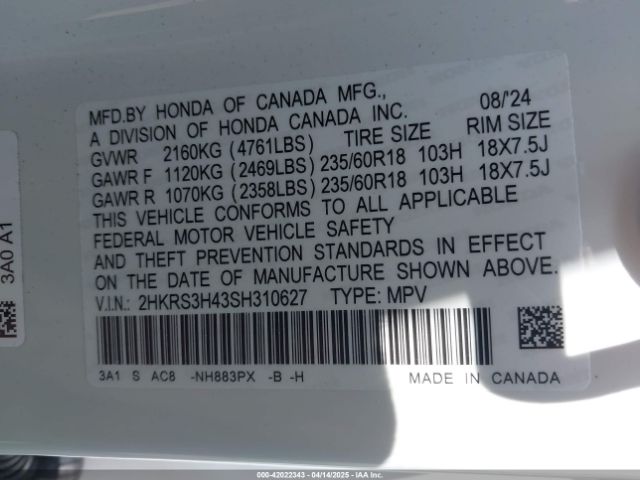 MFD.BY HONDA OF CANADA MFG., 08/'24
A DIVISION OF HONDA CANADA INC.
TIRE SIZE RIM SIZE
GVWR 2160KG (4761LBS)
GAWR F 1120KG (2469LBS) 235/60R18 103H 18X7.5J
GAWR R 1070KG (2358LBS) 235/60R18 103H 18X7.5J
THIS VEHICLE CONFORMS TO ALL APPLICABLE
FEDERAL MOTOR VEHICLE SAFETY
AND THEFT PREVENTION STANDARDS IN EFFECT
ON THE DATE OF MANUFACTURE SHOWN ABOVE.
V.I.N.: 2HKRS3H43SH310627 TYPE: MPV
3A1 S AC8 -NH883PX -B -H MADE IN CANADA
3A0 A1
000-42022343 - 04/14/2025 - IAA Inc.